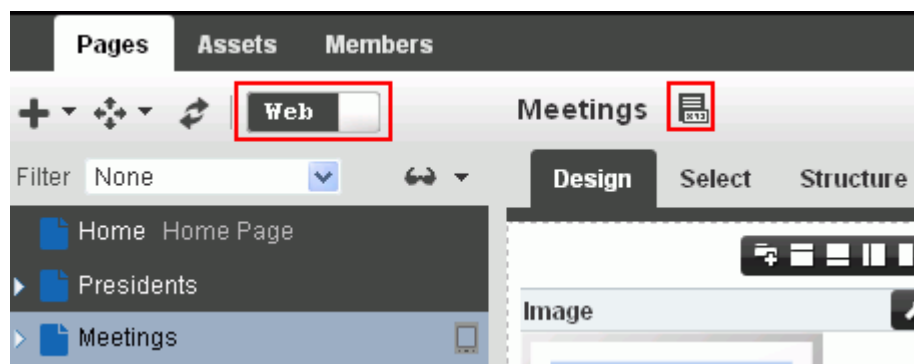 Pages Assets Members
Web
Meetings
Filter None
Design Select Structure
Home Home Page
Presidents
Image
Meetings